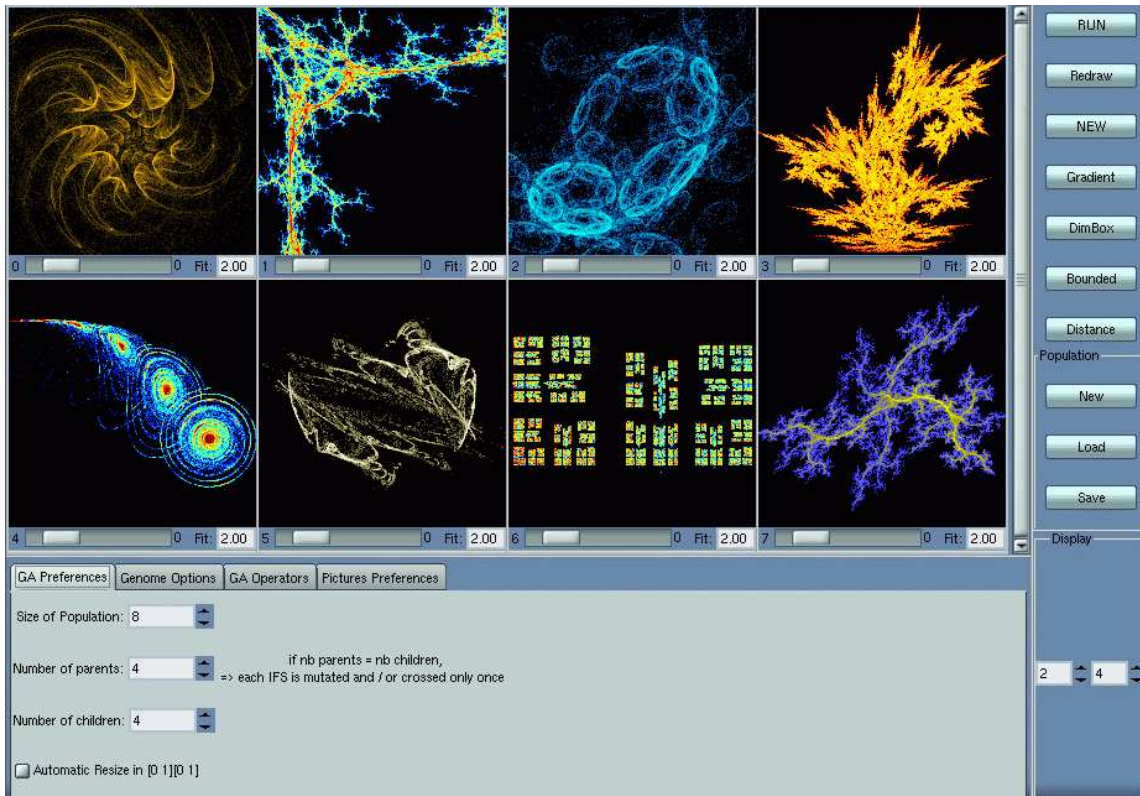 RUN
Redraw
NEW
Gradient
DimBox
Bounded
Distance
Population
New
Load
Save
Display
2 4
0 0 Fit: 2.00
1 0 Fit: 2.00
2 0 Fit: 2.00
3 0 Fit: 2.00
4 0 Fit: 2.00
5 0 Fit: 2.00
6 0 Fit: 2.00
7 0 Fit: 2.00
GA Preferences Genome Options GA Operators Pictures Preferences
Size of Population: 8
Number of parents: 4
if nb parents = nb children,
=> each IFS is mutated and / or crossed only once
Number of children: 4
Automatic Resize in [0 1][0 1]